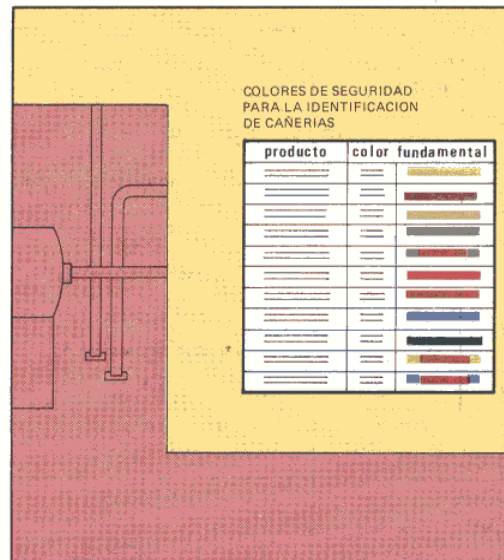 COLORES DE SEGURIDAD
PARA LA IDENTIFICACION
DE CAÑERIAS
producto color fundamental